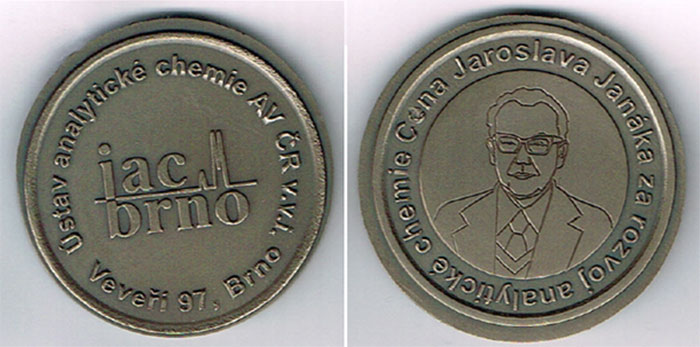 Ústav analytické chemie AV ČR v.v.i.
iac
brno
Veveří 97, Brno
Cena Jaroslava Janáka za rozvoj analytické chemie